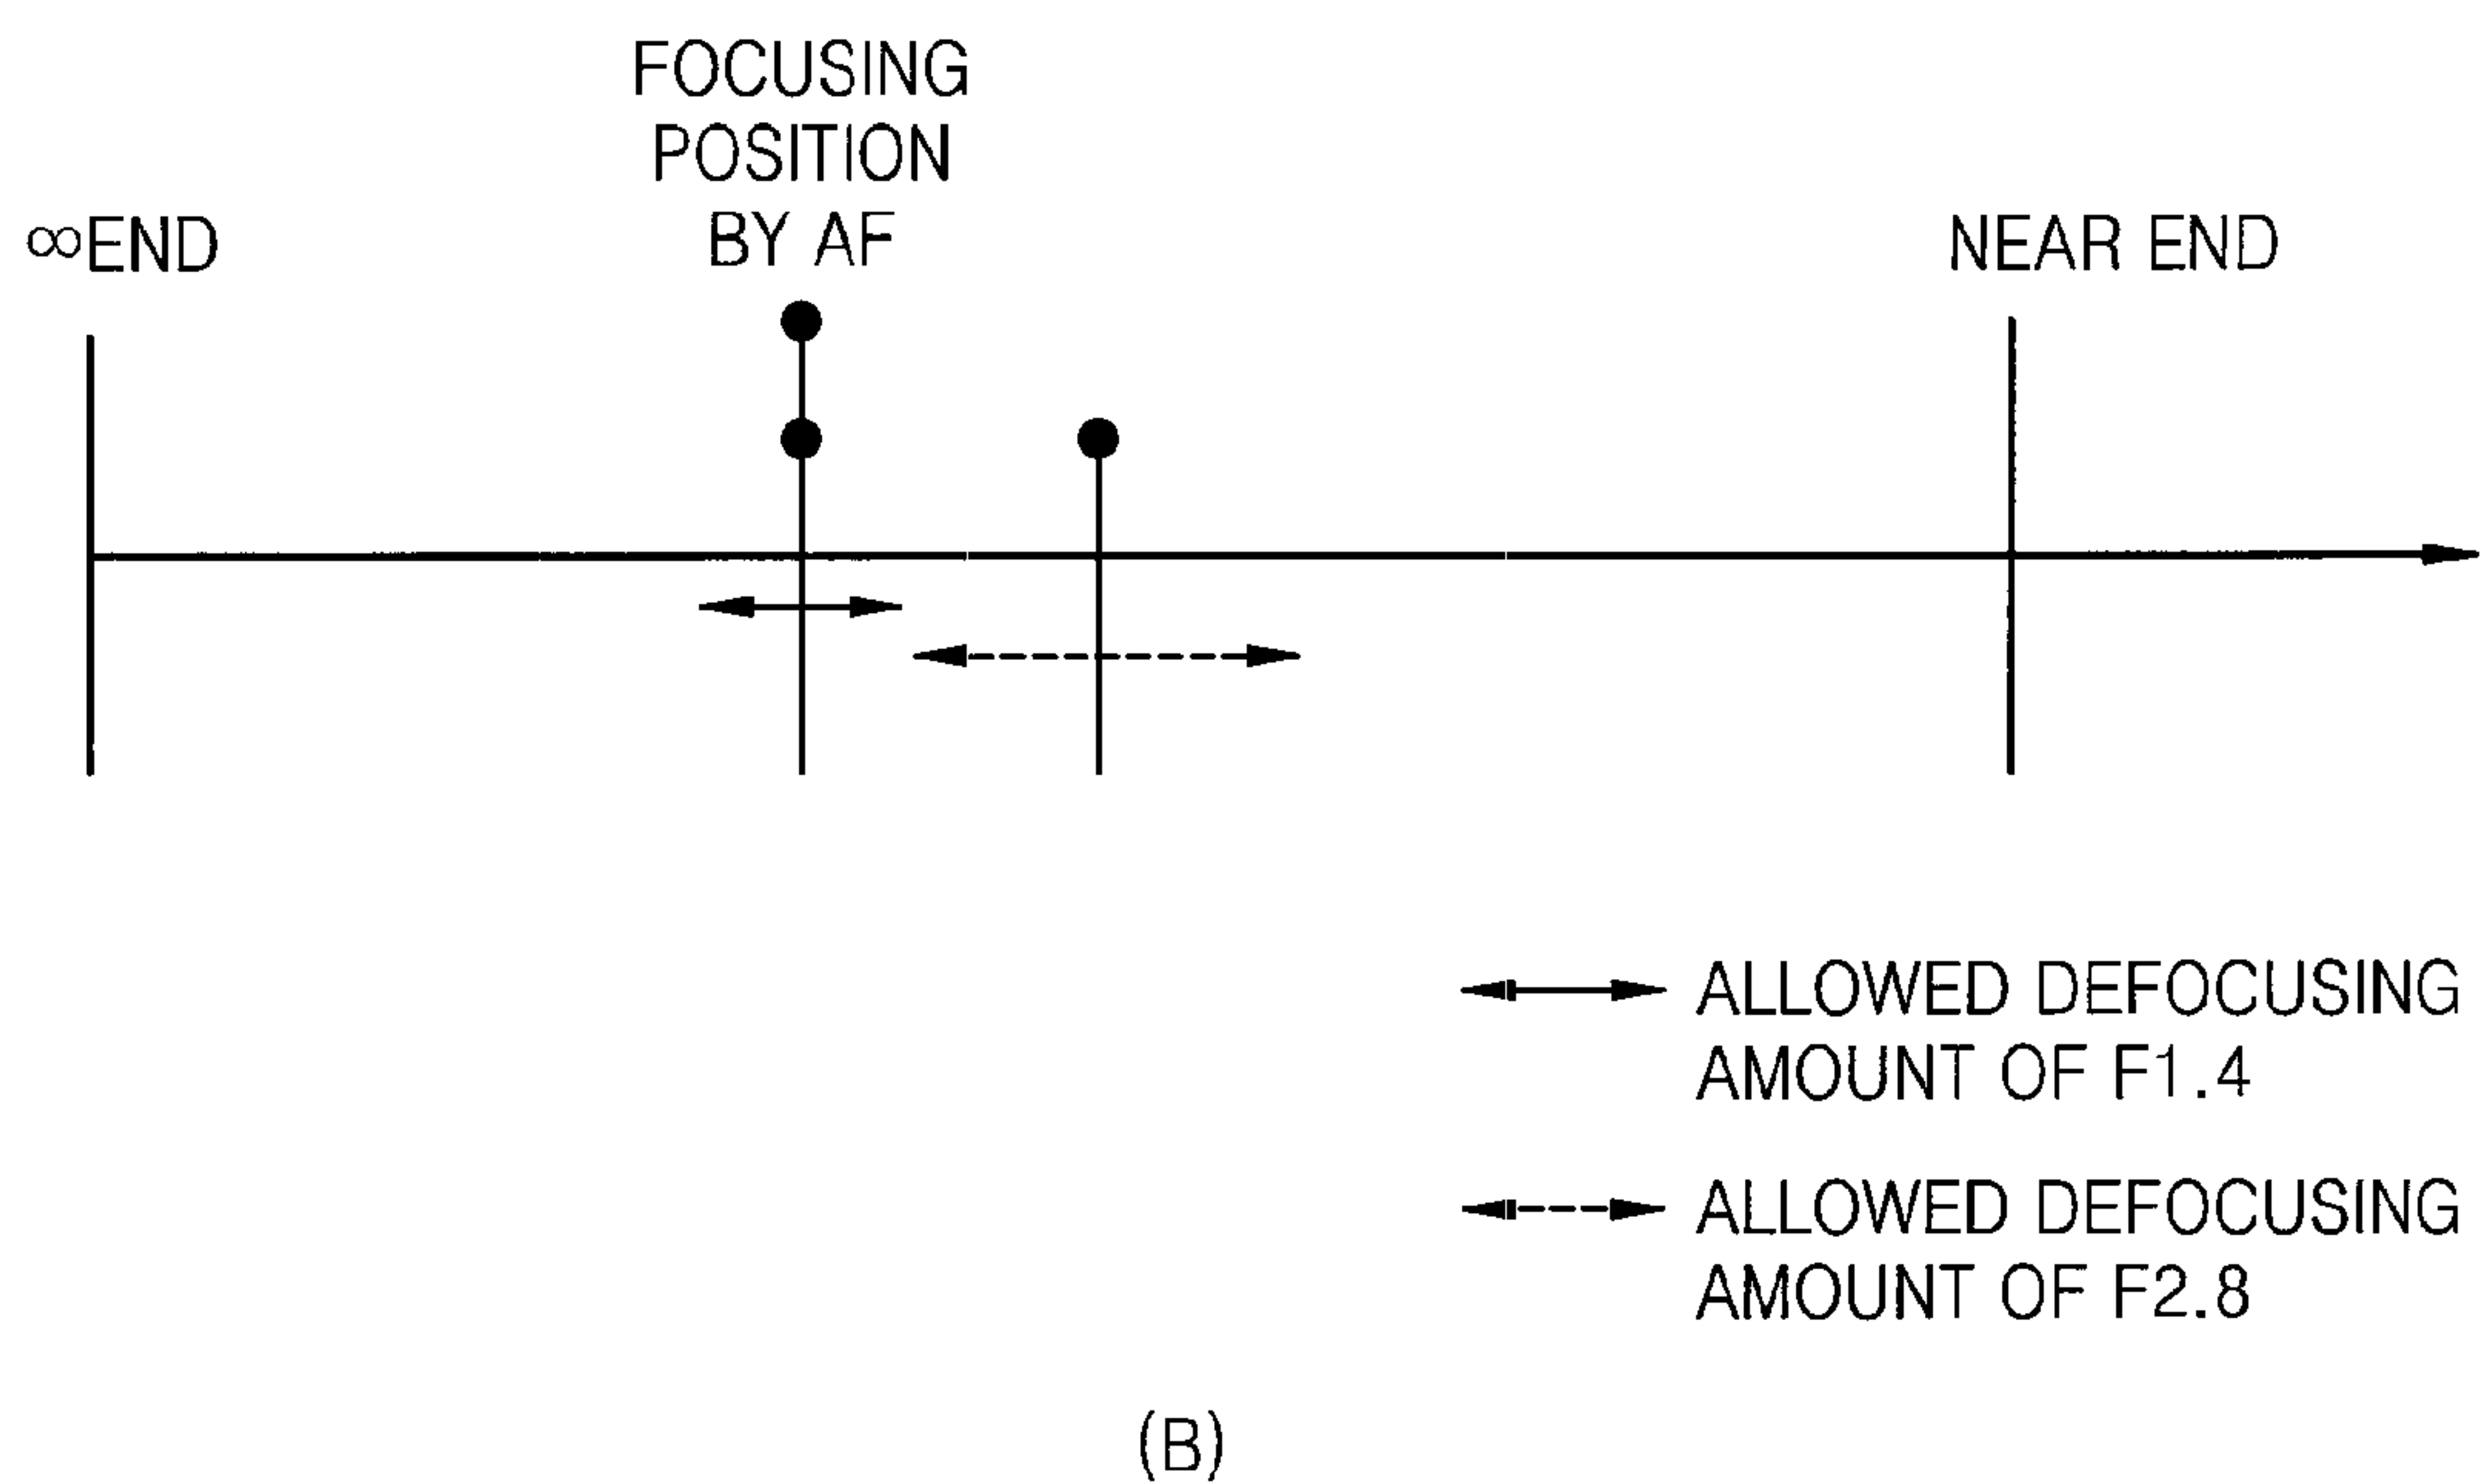 FOCUSING
POSITION
BY AF
∞END
NEAR END
ALLOWED DEFOCUSING
AMOUNT OF F1.4
ALLOWED DEFOCUSING
AMOUNT OF F2.8
(B)